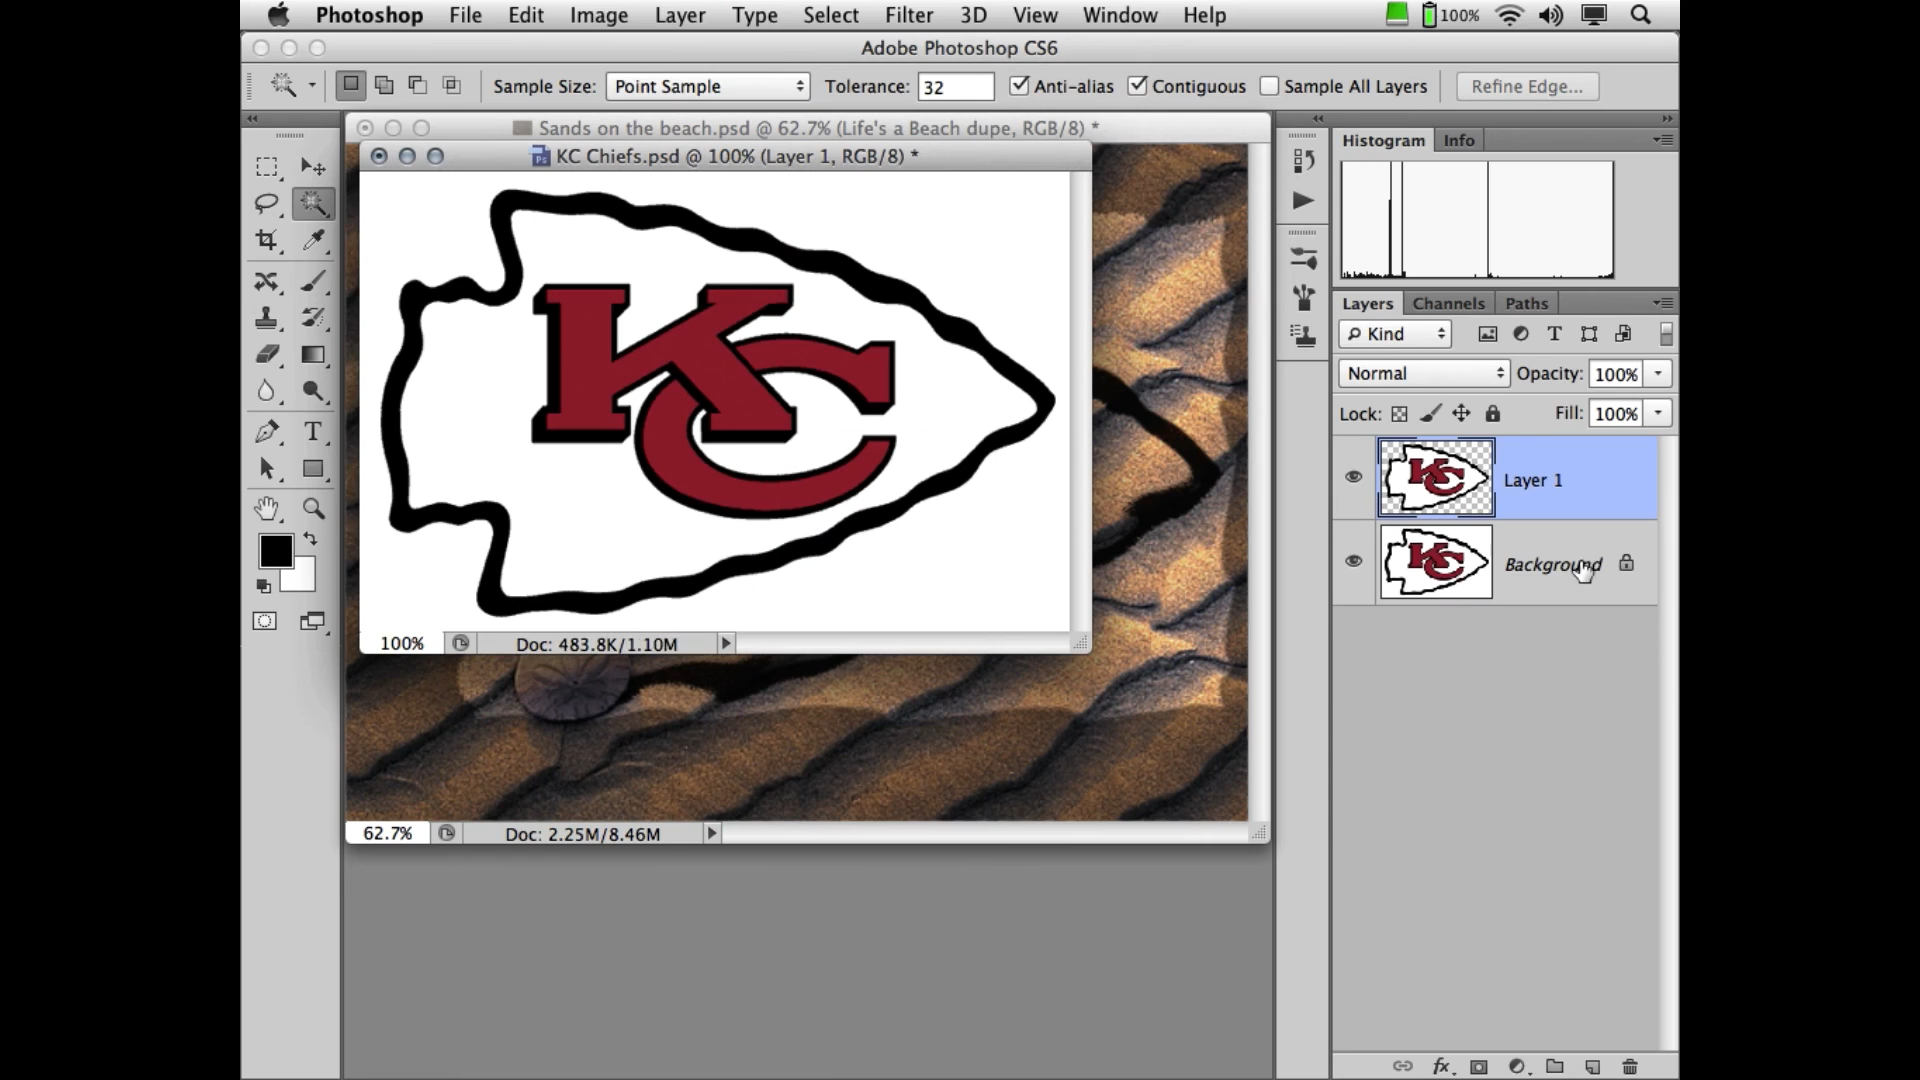 Photoshop File Edit Image Layer Type Select Filter 3D View Window Help 100%
Adobe Photoshop CS6
Sample Size: Point Sample Tolerance: 32 Anti-alias Contiguous Sample All Layers Refine Edge...
Sands on the beach.psd @ 62.7% (Life's a Beach dupe, RGB/8) *
KC Chiefs.psd @ 100% (Layer 1, RGB/8) *
KC
100% Doc: 483.8K/1.10M
62.7% Doc: 2.25M/8.46M
Histogram Info
Layers Channels Paths
Kind
Normal Opacity: 100%
Lock: Fill: 100%
KC Layer 1
KC Background
fx